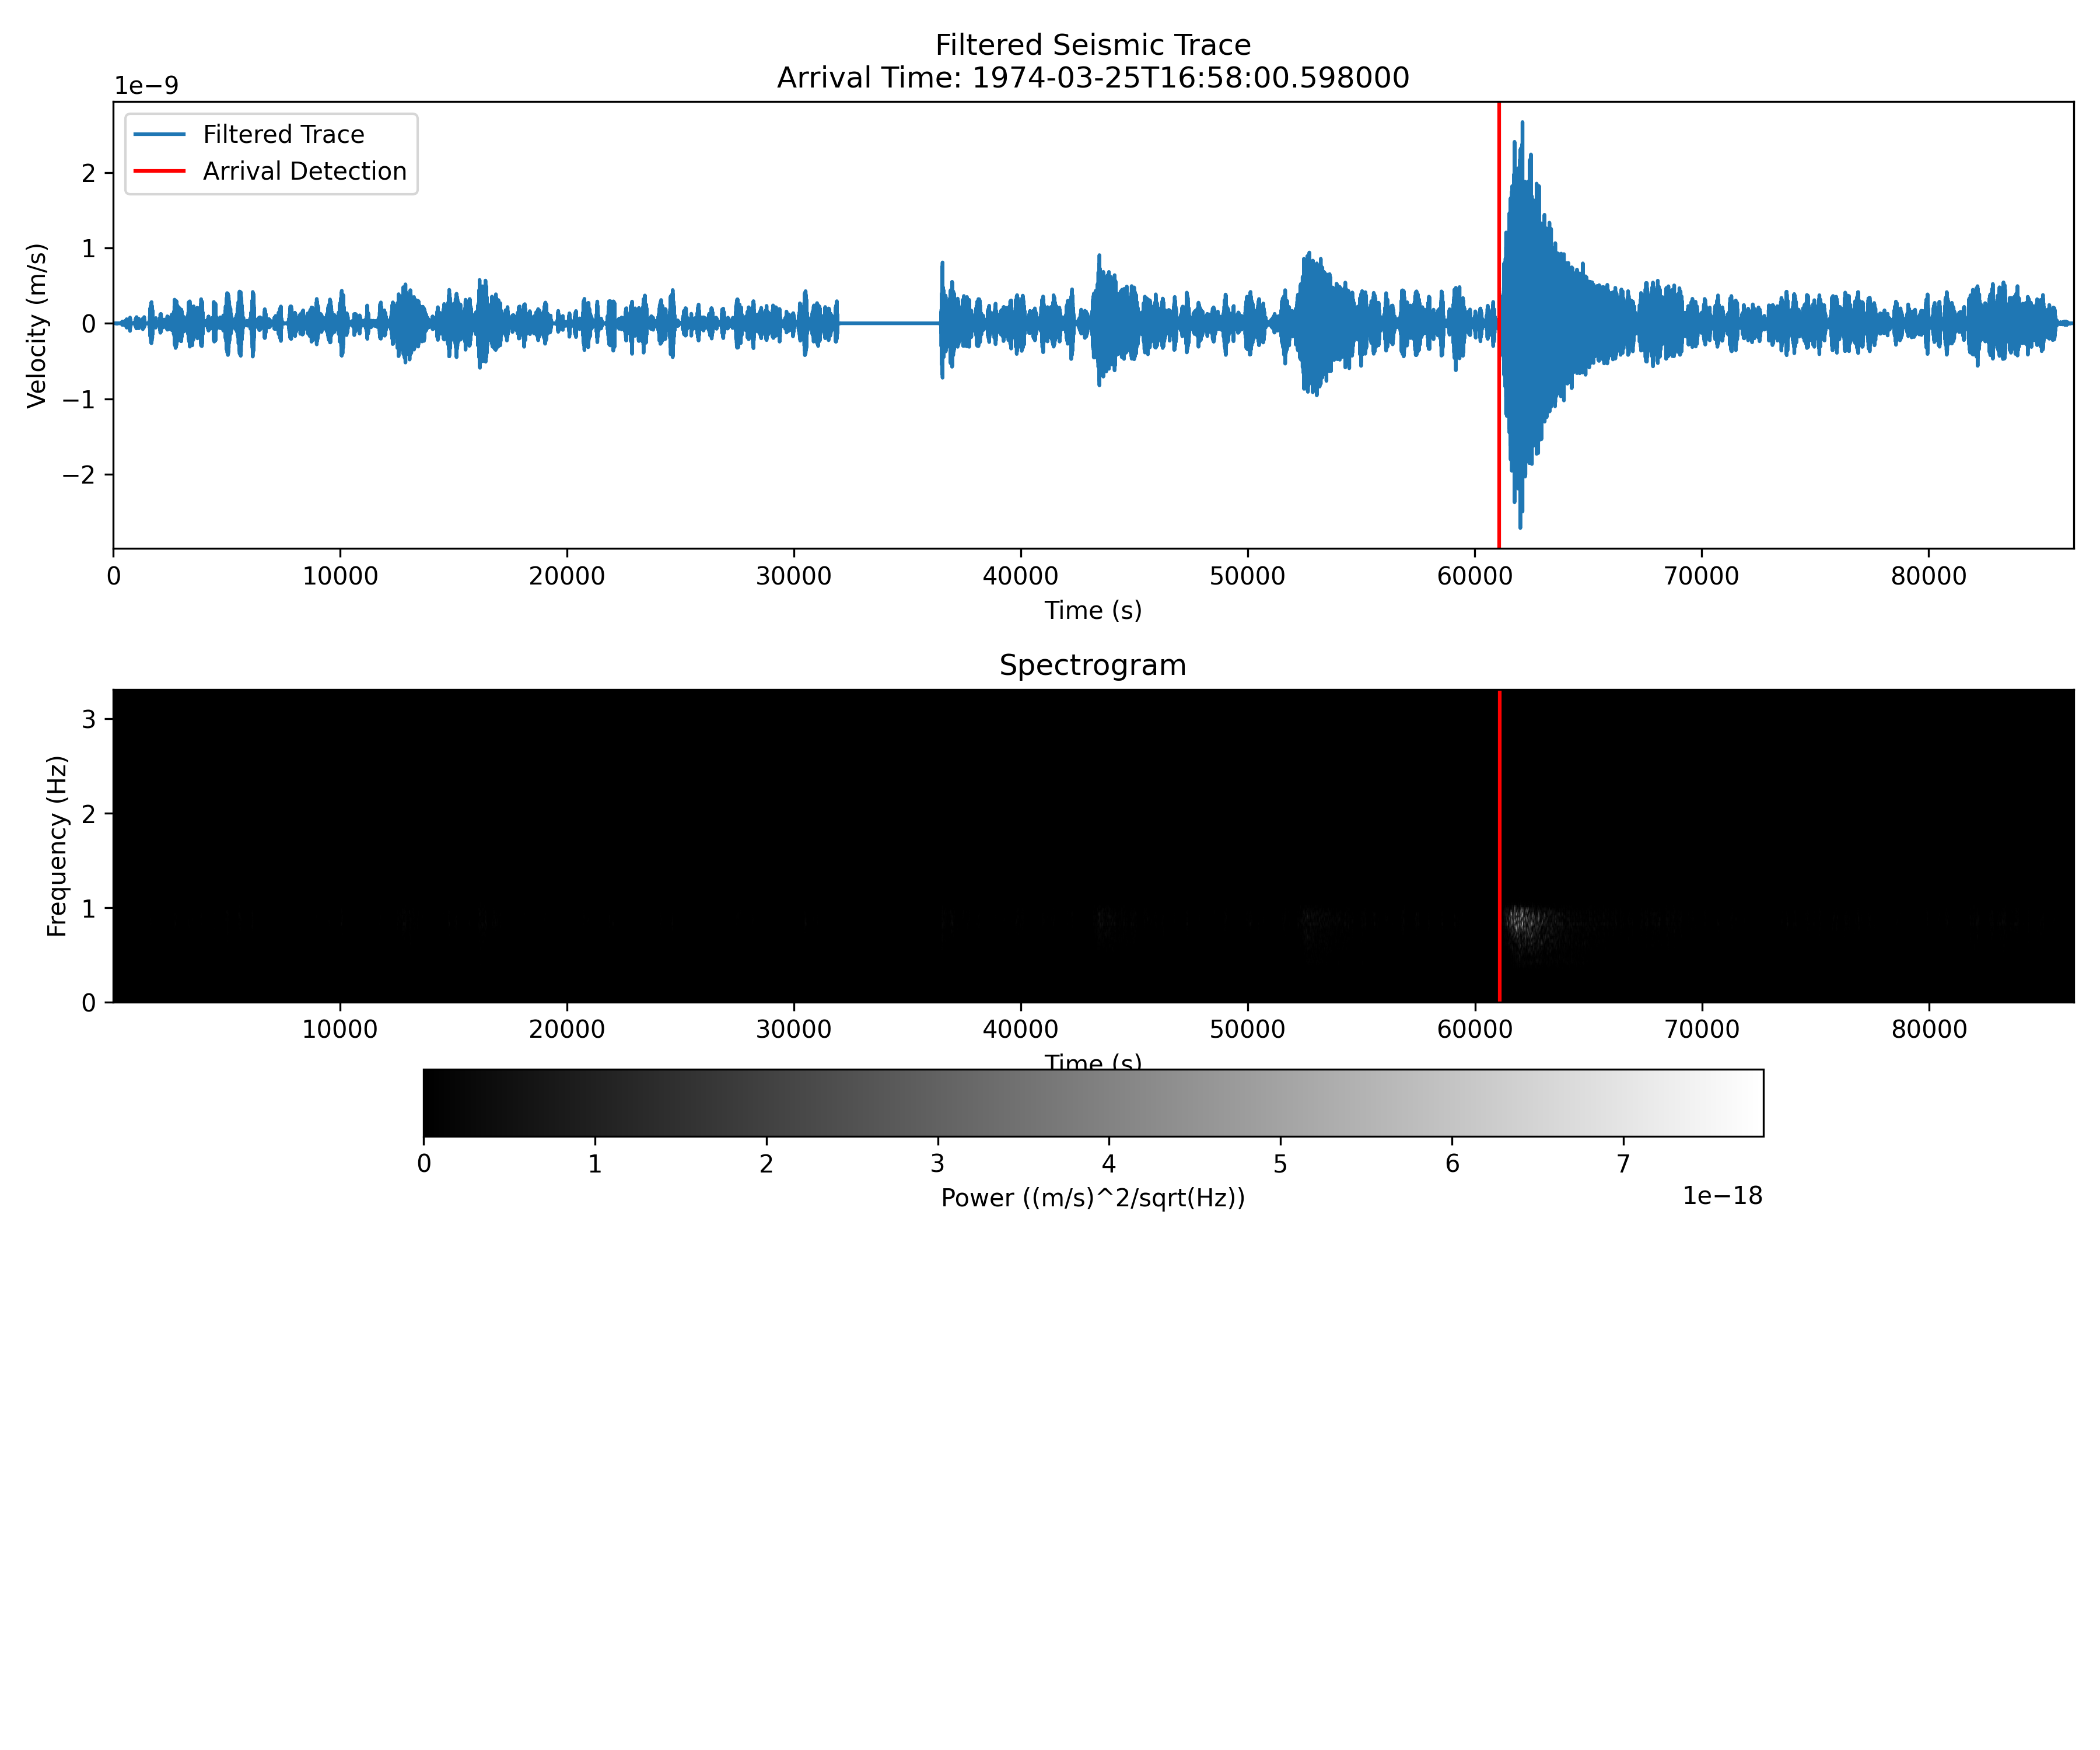 Filtered Seismic Trace
Arrival Time: 1974-03-25T16:58:00.598000
1e−9
Filtered Trace
Arrival Detection
Velocity (m/s)
2
1
0
−1
−2
0 10000 20000 30000 40000 50000 60000 70000 80000
Time (s)
Spectrogram
Frequency (Hz)
3
2
1
0
10000 20000 30000 40000 50000 60000 70000 80000
Time (s)
0 1 2 3 4 5 6 7
Power ((m/s)^2/sqrt(Hz))
1e−18